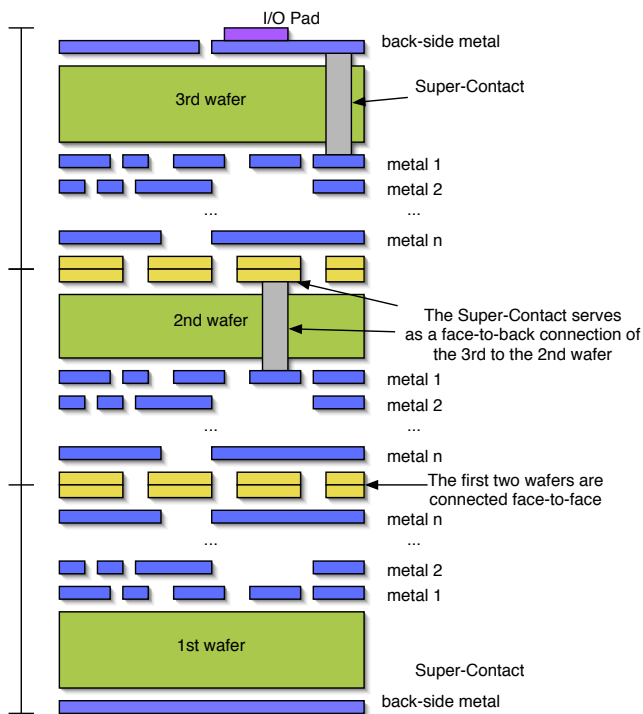 I/O Pad
back-side metal
3rd wafer
Super-Contact
metal 1
metal 2
... ...
metal n
2nd wafer
The Super-Contact serves
as a face-to-back connection of
the 3rd to the 2nd wafer
metal 1
metal 2
... ...
metal n
The first two wafers are
connected face-to-face
metal n
... ...
metal 2
metal 1
1st wafer
Super-Contact
back-side metal